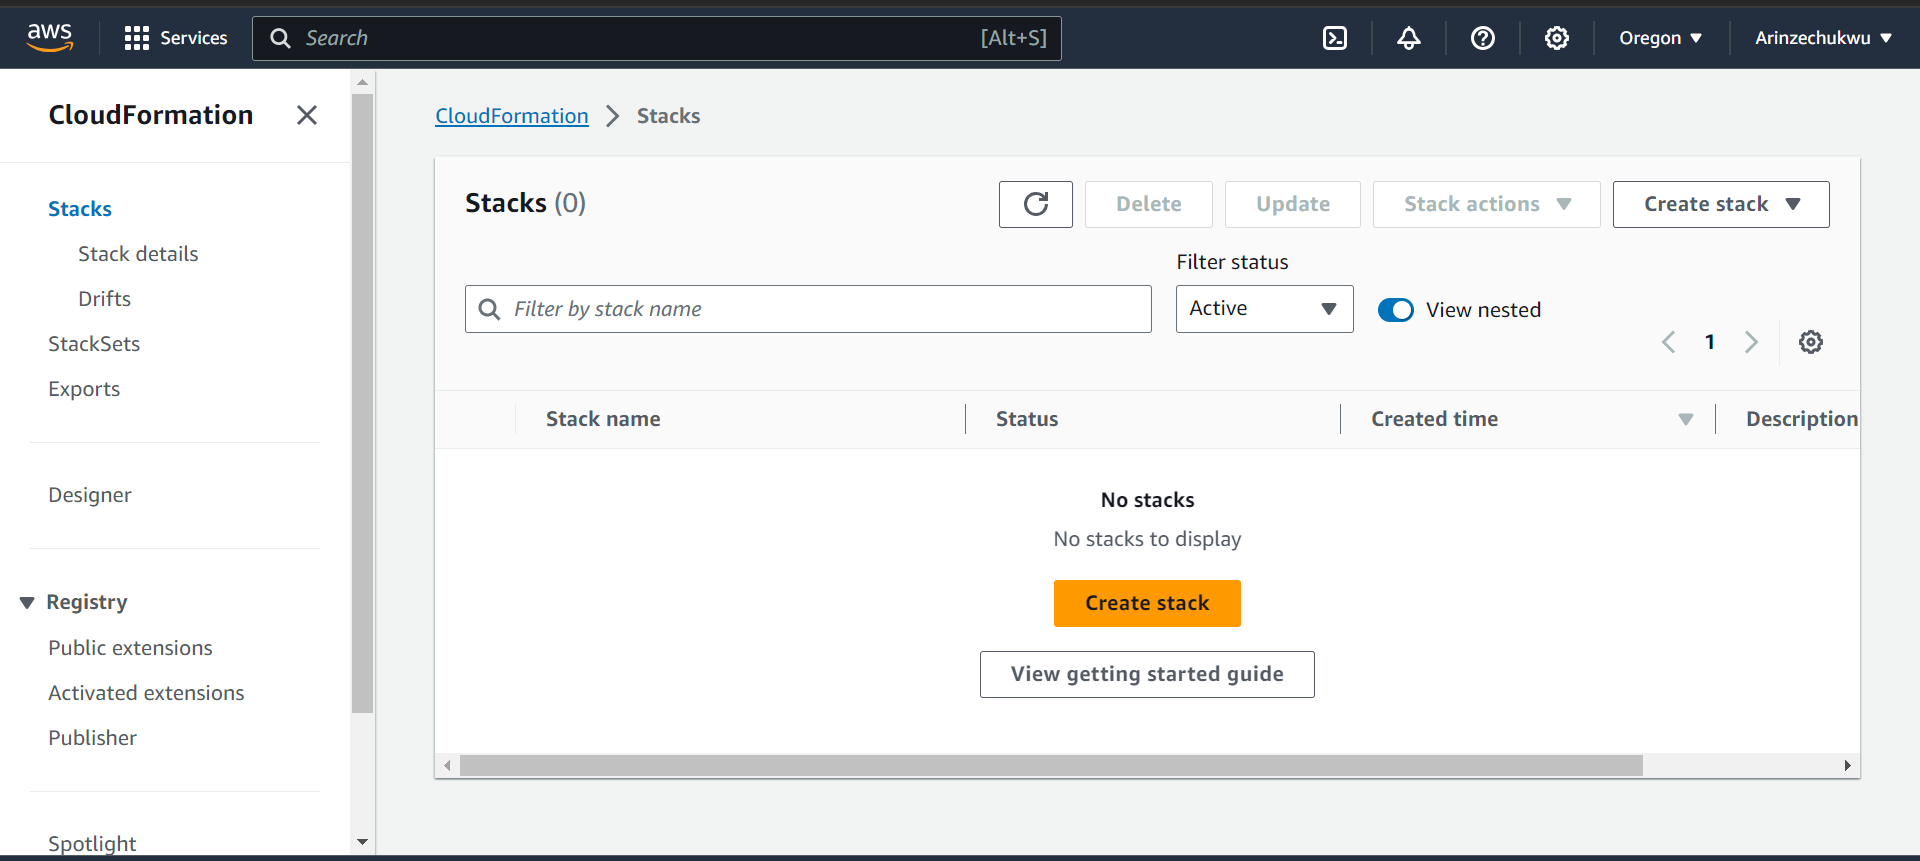 aws
Services
Search [Alt+S]
Oregon
Arinzechukwu
CloudFormation
Stacks
Stack details
Drifts
StackSets
Exports
Designer
Registry
Public extensions
Activated extensions
Publisher
Spotlight
CloudFormation Stacks
Stacks (0)
Delete
Update
Stack actions
Create stack
Filter status
Filter by stack name
Active
View nested
1
Stack name Status Created time Description
No stacks
No stacks to display
Create stack
View getting started guide